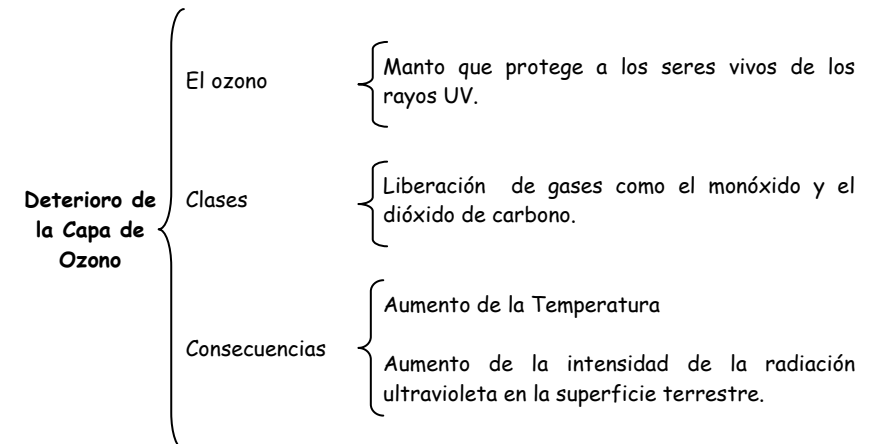 Deterioro de
la Capa de
Ozono
El ozono
Manto que protege a los seres vivos de los
rayos UV.
Clases
Liberación de gases como el monóxido y el
dióxido de carbono.
Consecuencias
Aumento de la Temperatura
Aumento de la intensidad de la radiación
ultravioleta en la superficie terrestre.